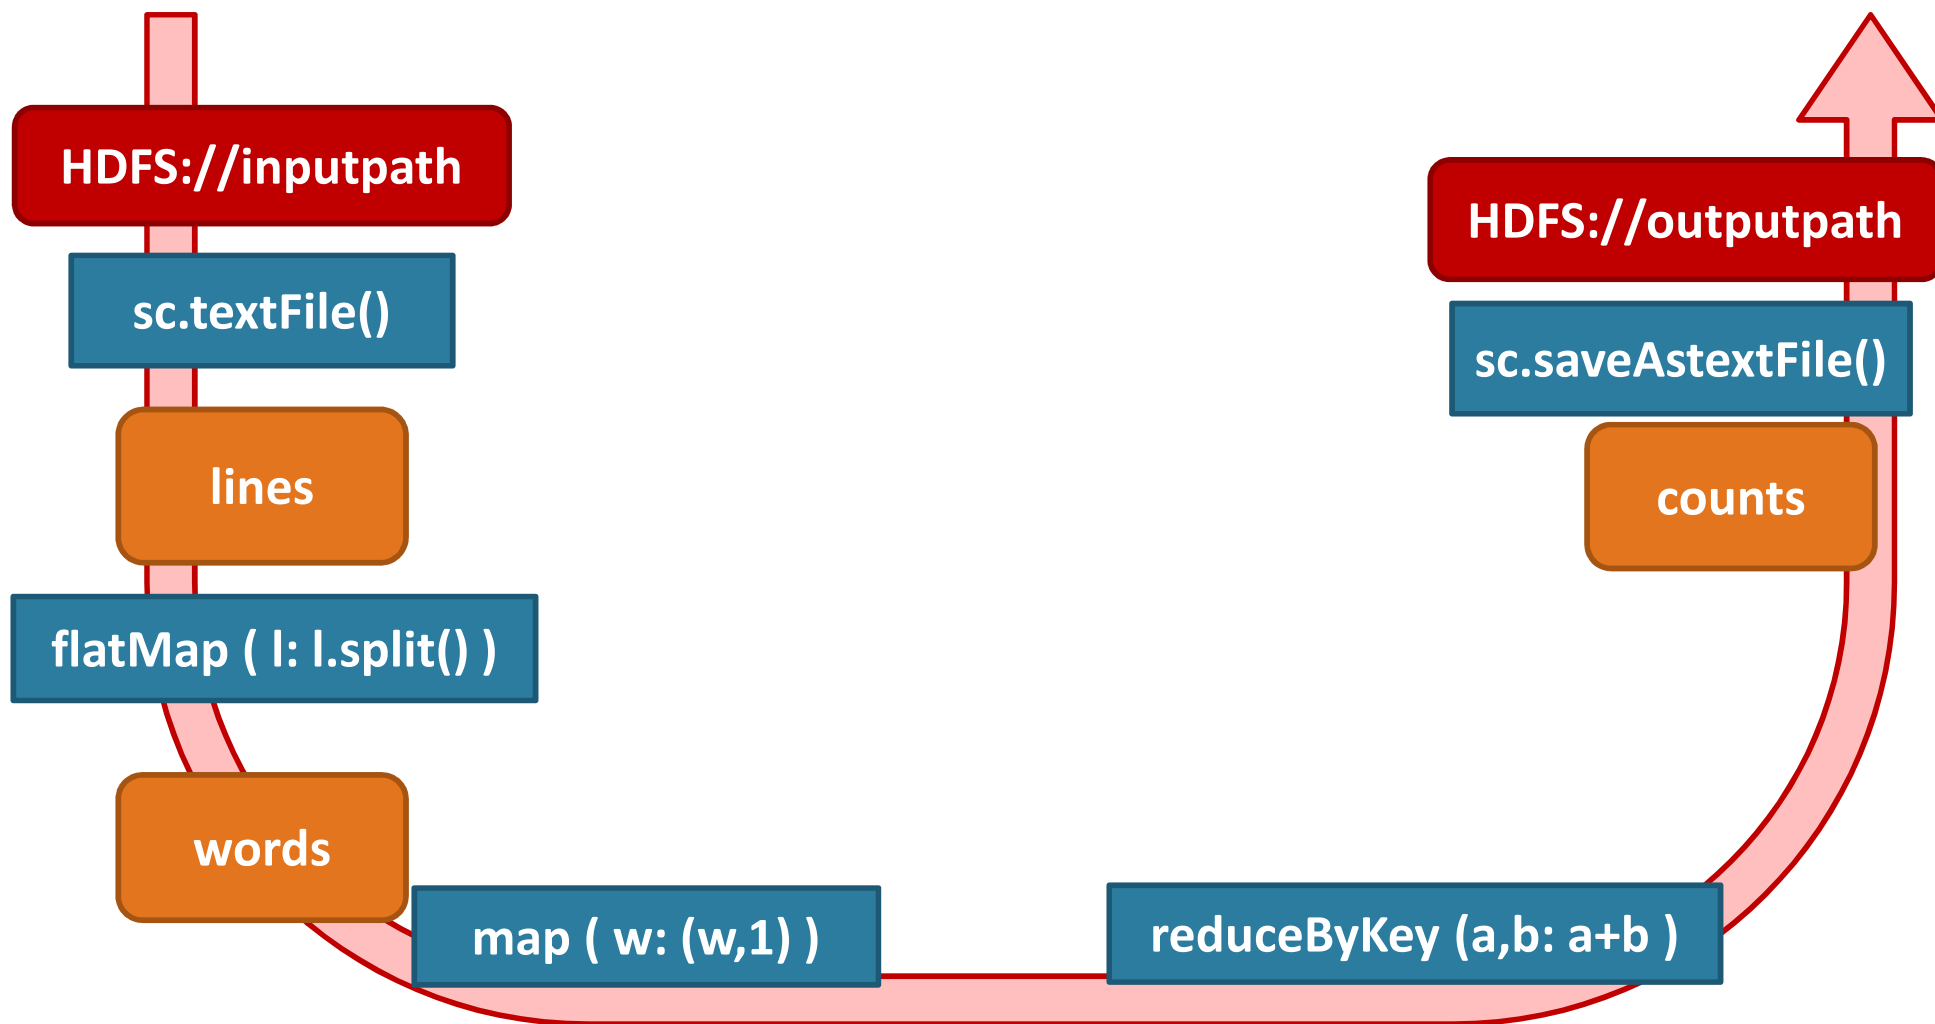 HDFS://inputpath
sc.textFile()
lines
flatMap ( l: l.split() )
words
map ( w: (w,1) )
reduceByKey (a,b: a+b )
counts
sc.saveAstextFile()
HDFS://outputpath